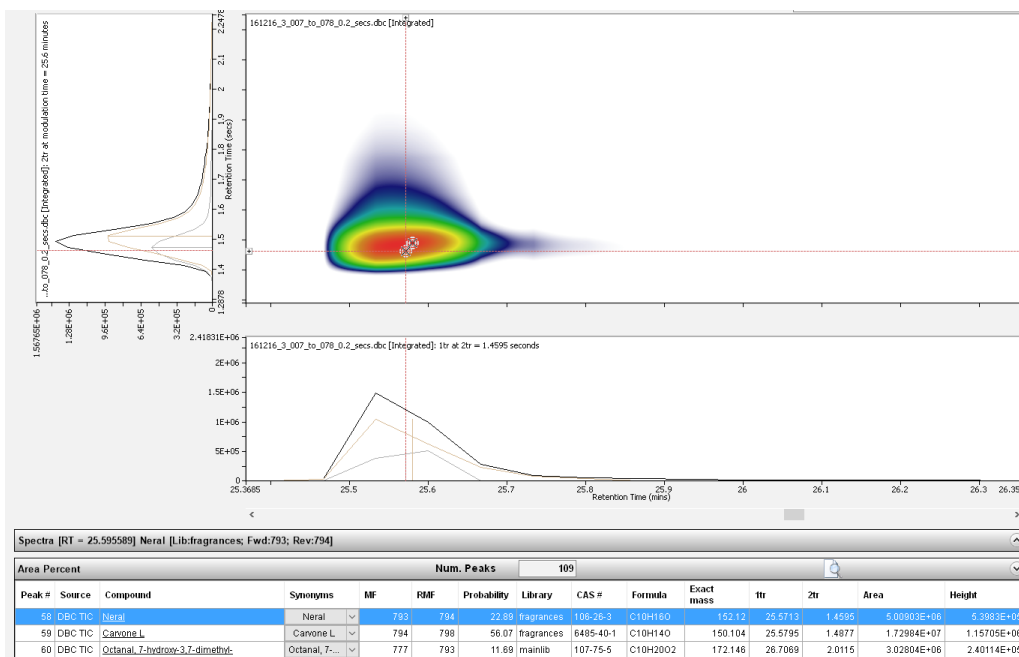 161216_3_007_to_078_0.2_secs.dbc [Integrated]
...to_078_0.2_secs.dbc [Integrated]: 2tr at modulation time = 25.6 minutes
Retention Time (secs)
2.2478
2.1
2
1.9
1.8
1.7
1.6
1.5
1.4
1.2878
1.56765E+06
1.28E+06
9.6E+05
6.4E+05
3.2E+05
0
161216_3_007_to_078_0.2_secs.dbc [Integrated]: 1tr at 2tr = 1.4595 seconds
2.41831E+06
2E+06
1.5E+06
1E+06
5E+05
0
25.3685 25.5 25.6 25.7 25.8 25.9 26 26.1 26.2 26.3 26.35
Retention Time (mins)
Spectra [RT = 25.595589] Neral [Lib:fragrances; Fwd:793; Rev:794]
Area Percent Num. Peaks 109
Peak # Source Compound Synonyms MF RMF Probability Library CAS # Formula Exact mass 1tr 2tr Area Height
58 DBC TIC Neral Neral 793 794 22.89 fragrances 106-26-3 C10H16O 152.12 25.5713 1.4595 5.00903E+06 5.3983E+05
59 DBC TIC Carvone L Carvone L 794 798 56.07 fragrances 6485-40-1 C10H14O 150.104 25.5795 1.4877 1.72984E+07 1.15705E+06
60 DBC TIC Octanal, 7-hydroxy-3,7-dimethyl- Octanal, 7-... 777 793 11.69 mainlib 107-75-5 C10H20O2 172.146 26.7069 2.0115 3.02804E+06 2.40114E+05